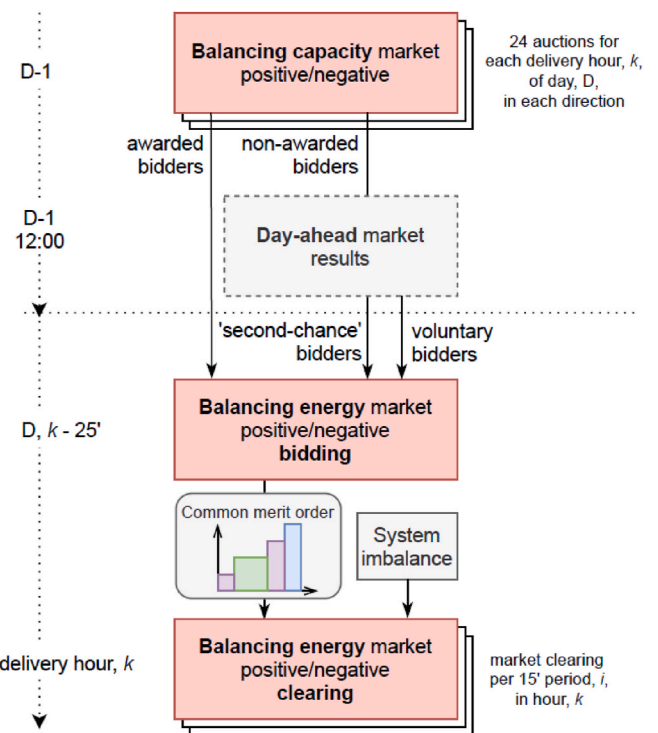 D-1
Balancing capacity market
positive/negative
24 auctions for
each delivery hour, k,
of day, D,
in each direction
awarded
bidders
non-awarded
bidders
D-1
12:00
Day-ahead market
results
'second-chance'
bidders
voluntary
bidders
D, k - 25'
Balancing energy market
positive/negative
bidding
Common merit order
System
imbalance
delivery hour, k
Balancing energy market
positive/negative
clearing
market clearing
per 15' period, i,
in hour, k